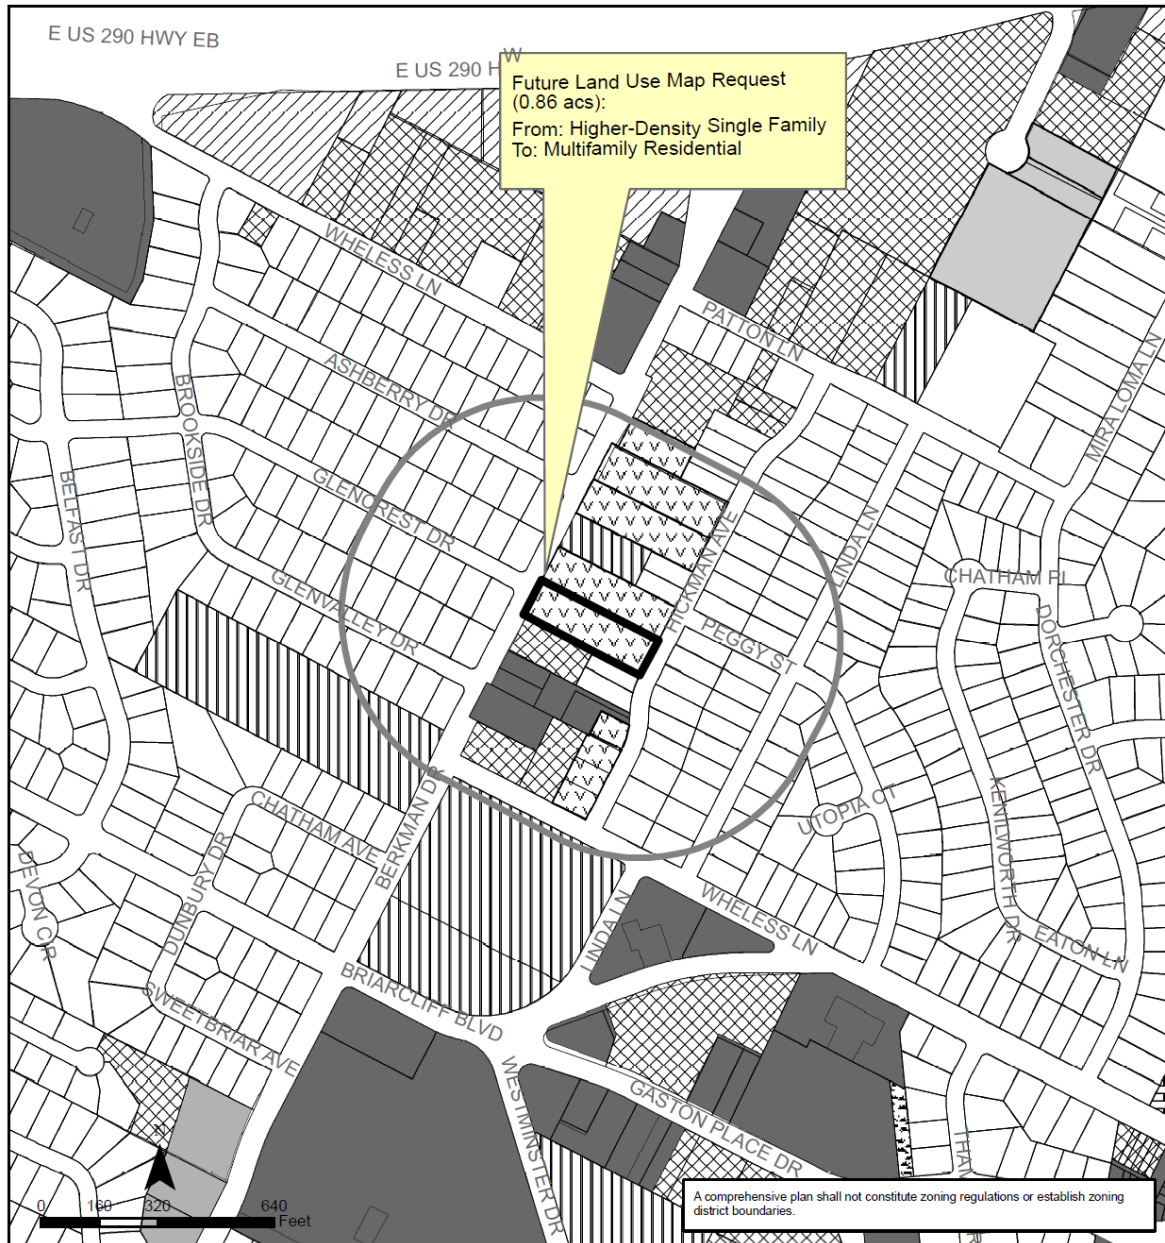 E US 290 HWY EB
E US 290 HW
Future Land Use Map Request
(0.86 acs):
From: Higher-Density Single Family
To: Multifamily Residential
WHELESS LN
PATTON LN
ASHBERRY DR
MIRA LOMA LN
BROOKSIDE DR
BELFAST DR
GLENCREST DR
HICKMAN AVE
LINDA LN
CHATHAM PL
GLENVALLEY DR
PEGGY ST
DORCHESTER DR
CHATHAM AVE
BERKMAN DR
UTOPIA CT
KENILWORTH DR
DEVON CIR
DUNBURY DR
LINDA LN
WHELESS LN
EATON LN
BRIARCLIFF BLVD
SWEETBRIAR AVE
WESTMINSTER DR
GASTON PLACE DR
N
0 160 320 640
Feet
A comprehensive plan shall not constitute zoning regulations or establish zoning
district boundaries.